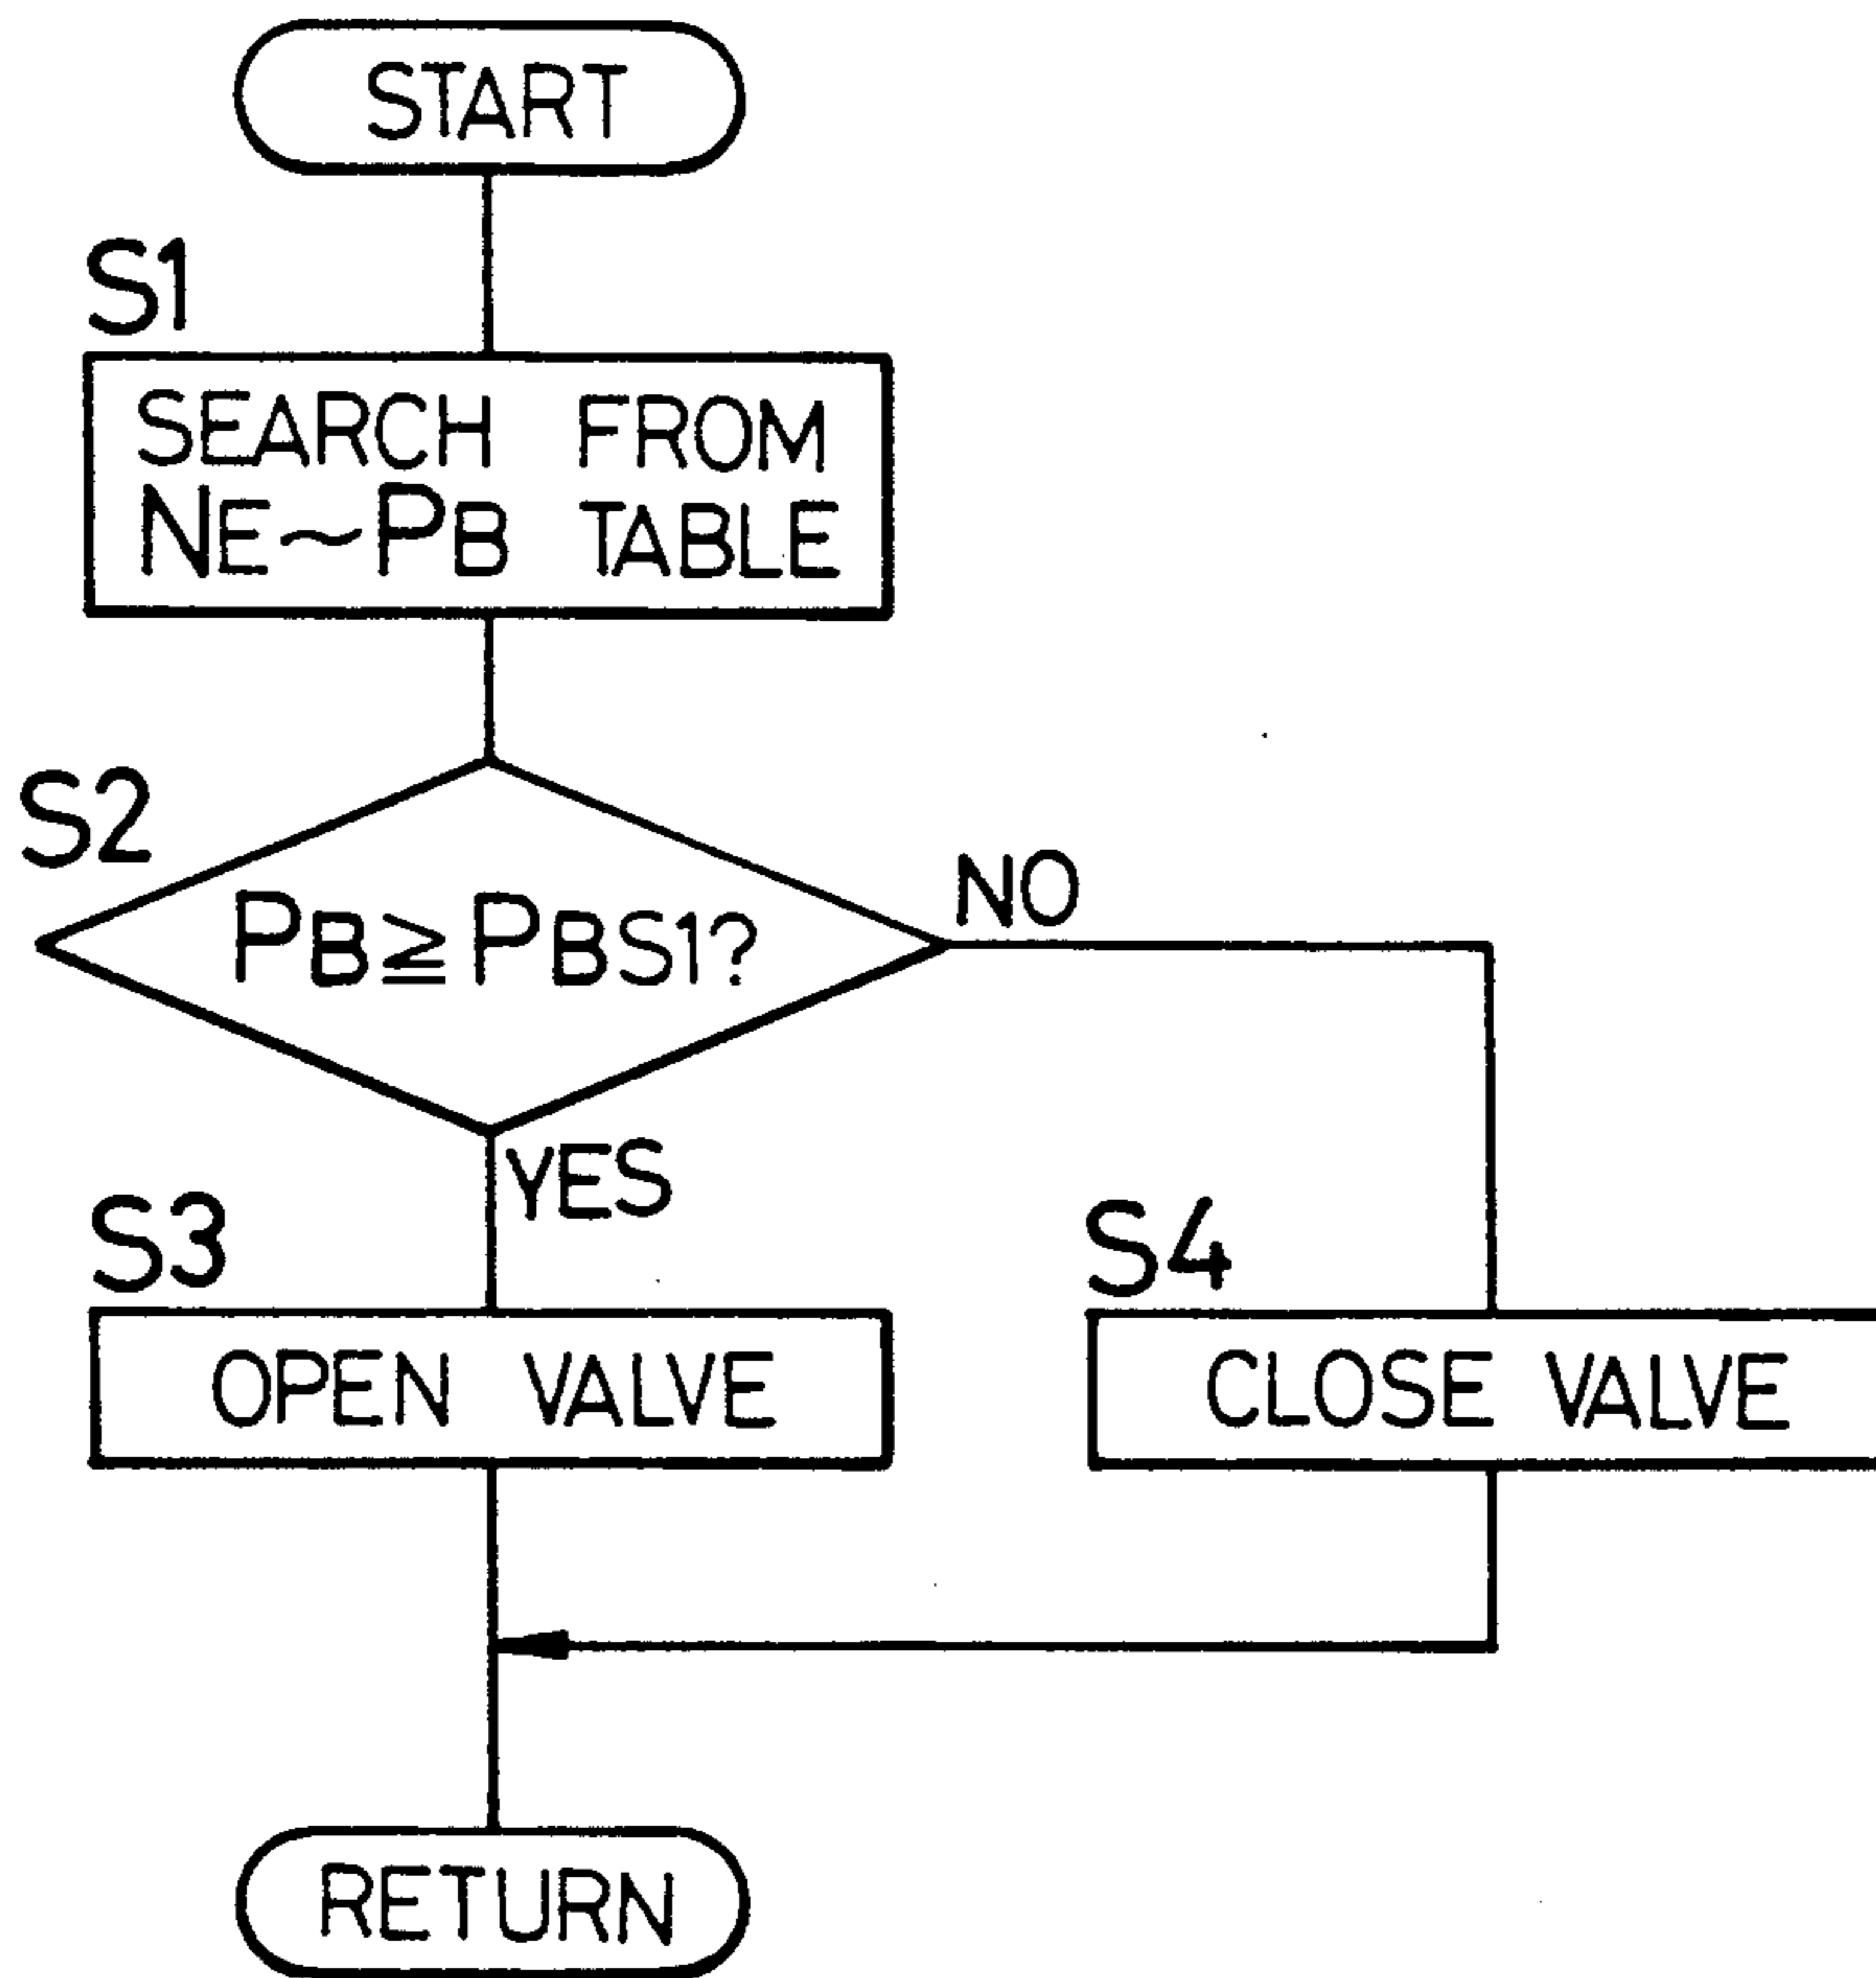 START
S1
SEARCH FROM
NE~PB TABLE
S2
PB≧PBS1?
NO
YES
S3
S4
OPEN VALVE
CLOSE VALVE
RETURN